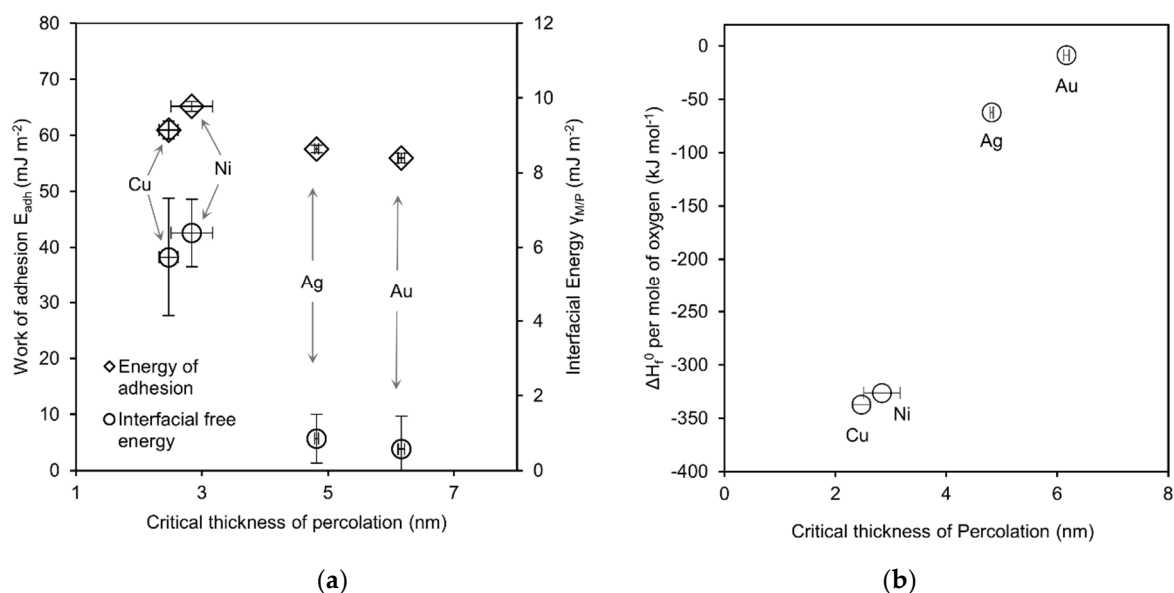 80
70
60
50
40
30
20
10
0
Work of adhesion E_adh (mJ m⁻²)
12
10
8
6
4
2
0
Interfacial Energy γ_M/P (mJ m⁻²)
Cu
Ni
Ag
Au
Energy of
adhesion
Interfacial free
energy
1
3
5
7
Critical thickness of percolation (nm)
(a)
0
-50
-100
-150
-200
-250
-300
-350
-400
ΔH_f⁰ per mole of oxygen (kJ mol⁻¹)
Au
Ag
Ni
Cu
0
2
4
6
8
Critical thickness of Percolation (nm)
(b)